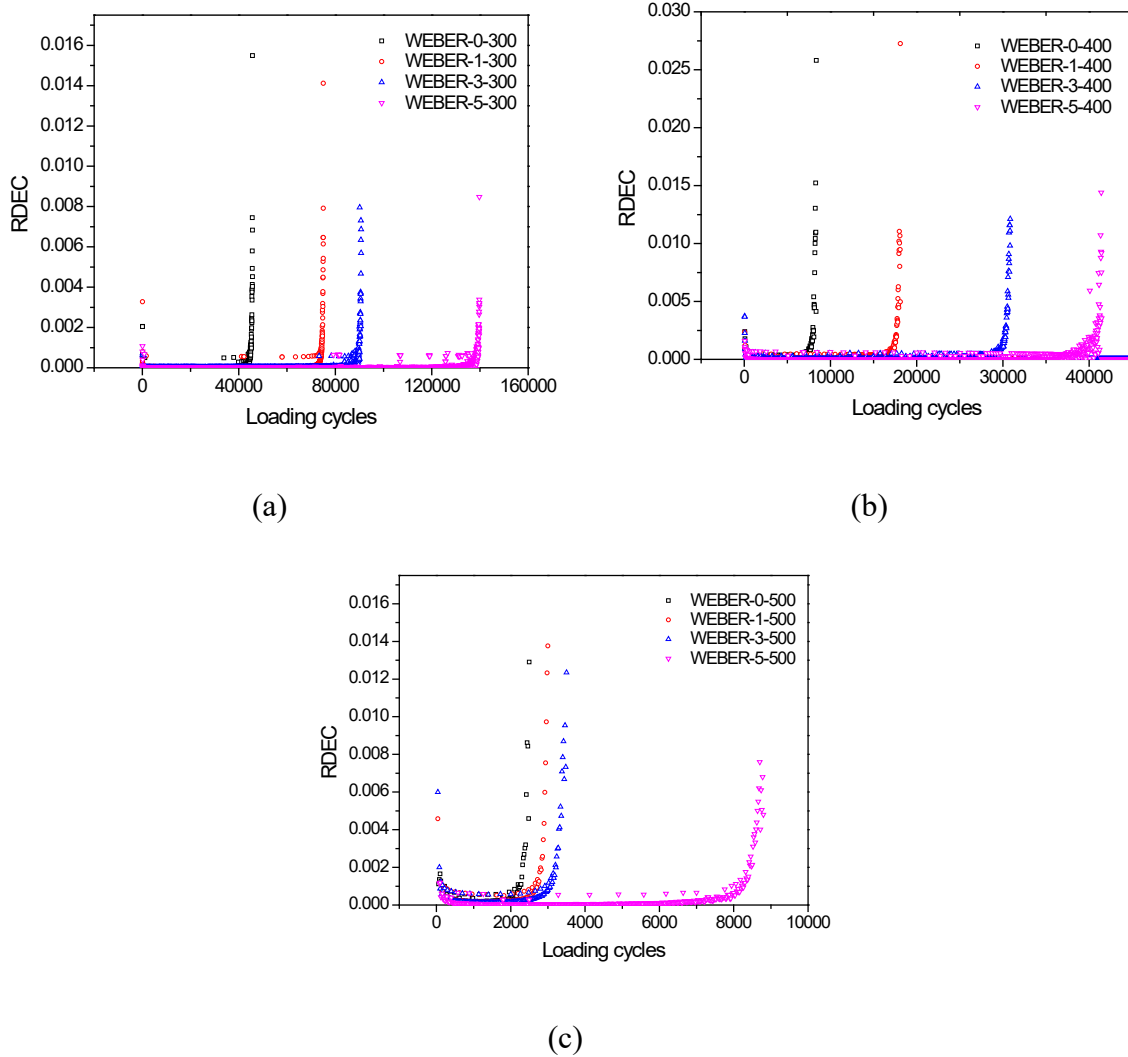 0.016
0.014
0.012
0.010
0.008
0.006
0.004
0.002
0.000
RDEC
WEBER-0-300
WEBER-1-300
WEBER-3-300
WEBER-5-300
0 40000 80000 120000 160000
Loading cycles
(a)
0.030
0.025
0.020
0.015
0.010
0.005
0.000
RDEC
WEBER-0-400
WEBER-1-400
WEBER-3-400
WEBER-5-400
0 10000 20000 30000 40000
Loading cycles
(b)
0.016
0.014
0.012
0.010
0.008
0.006
0.004
0.002
0.000
RDEC
WEBER-0-500
WEBER-1-500
WEBER-3-500
WEBER-5-500
0 2000 4000 6000 8000 10000
Loading cycles
(c)